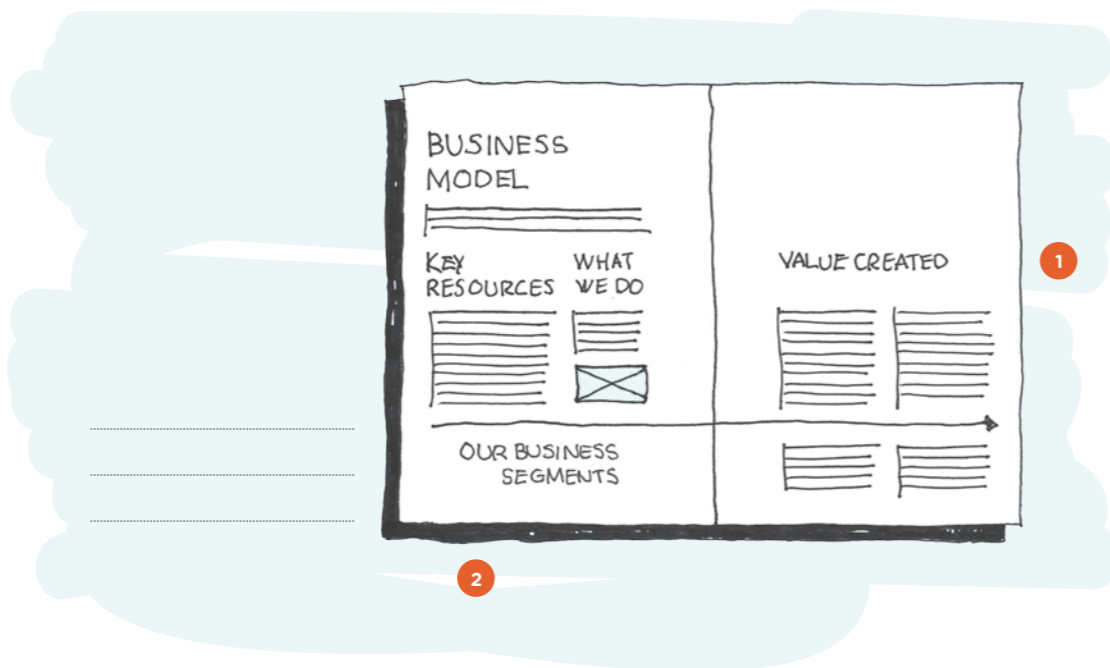 BUSINESS
MODEL
KEY
RESOURCES
WHAT
WE DO
VALUE CREATED
1
OUR BUSINESS
SEGMENTS
2